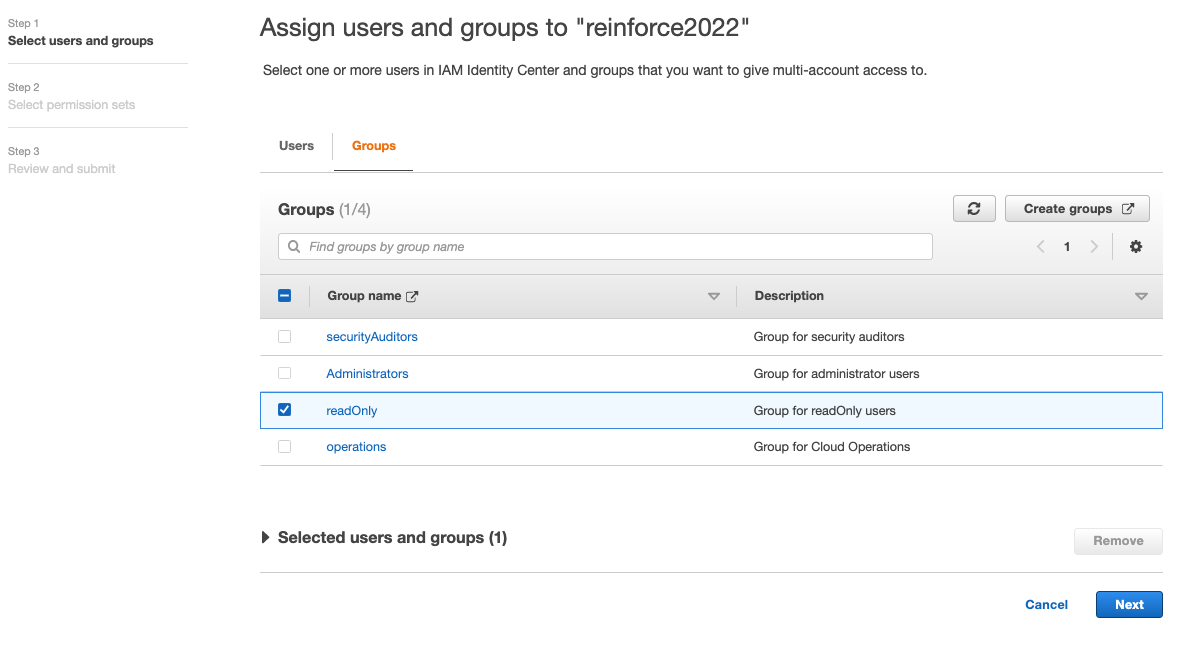 Step 1
Select users and groups
Step 2
Select permission sets
Step 3
Review and submit
Assign users and groups to "reinforce2022"
Select one or more users in IAM Identity Center and groups that you want to give multi-account access to.
Users
Groups
Groups (1/4)
Create groups
Find groups by group name
1
Group name
Description
securityAuditors
Group for security auditors
Administrators
Group for administrator users
readOnly
Group for readOnly users
operations
Group for Cloud Operations
Selected users and groups (1)
Remove
Cancel
Next